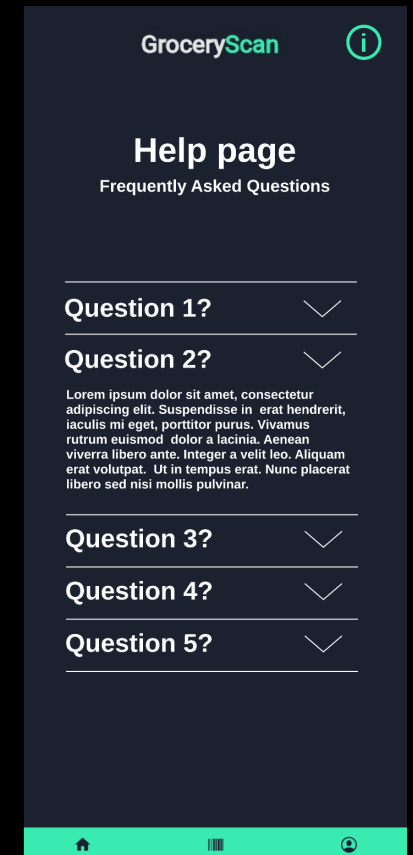 GroceryScan
i
Help page
Frequently Asked Questions
Question 1?
Question 2?
Lorem ipsum dolor sit amet, consectetur
adipiscing elit. Suspendisse in  erat hendrerit,
iaculis mi eget, porttitor purus. Vivamus
rutrum euismod  dolor a lacinia. Aenean
viverra libero ante. Integer a velit leo. Aliquam
erat volutpat.  Ut in tempus erat. Nunc placerat
libero sed nisi mollis pulvinar.
Question 3?
Question 4?
Question 5?